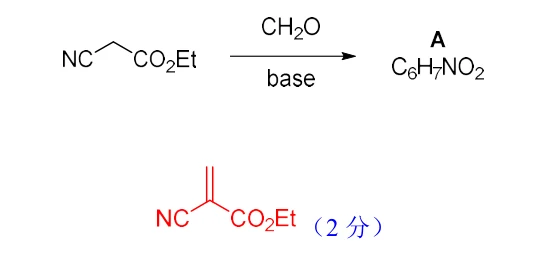 NC CO₂Et CH₂O base A
C₆H₇NO₂
NC CO₂Et (2 分)